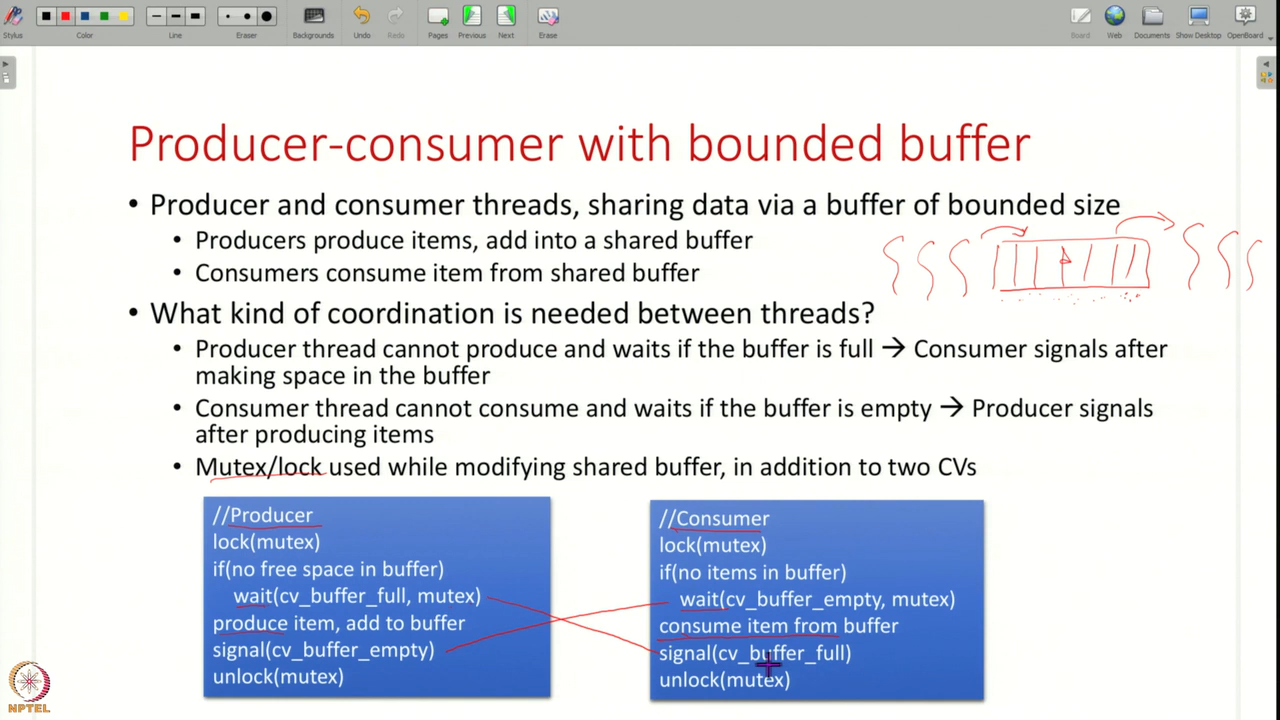 Stylus
Color
Line
Eraser
Backgrounds
Undo
Redo
Pages
Previous
Next
Erase
Board
Web
Documents
Show Desktop
OpenBoard
Producer-consumer with bounded buffer
• Producer and consumer threads, sharing data via a buffer of bounded size
• Producers produce items, add into a shared buffer
• Consumers consume item from shared buffer
• What kind of coordination is needed between threads?
• Producer thread cannot produce and waits if the buffer is full → Consumer signals after
making space in the buffer
• Consumer thread cannot consume and waits if the buffer is empty → Producer signals
after producing items
• Mutex/lock used while modifying shared buffer, in addition to two CVs
//Producer
lock(mutex)
if(no free space in buffer)
wait(cv_buffer_full, mutex)
produce item, add to buffer
signal(cv_buffer_empty)
unlock(mutex)
//Consumer
lock(mutex)
if(no items in buffer)
wait(cv_buffer_empty, mutex)
consume item from buffer
signal(cv_buffer_full)
unlock(mutex)
NPTEL